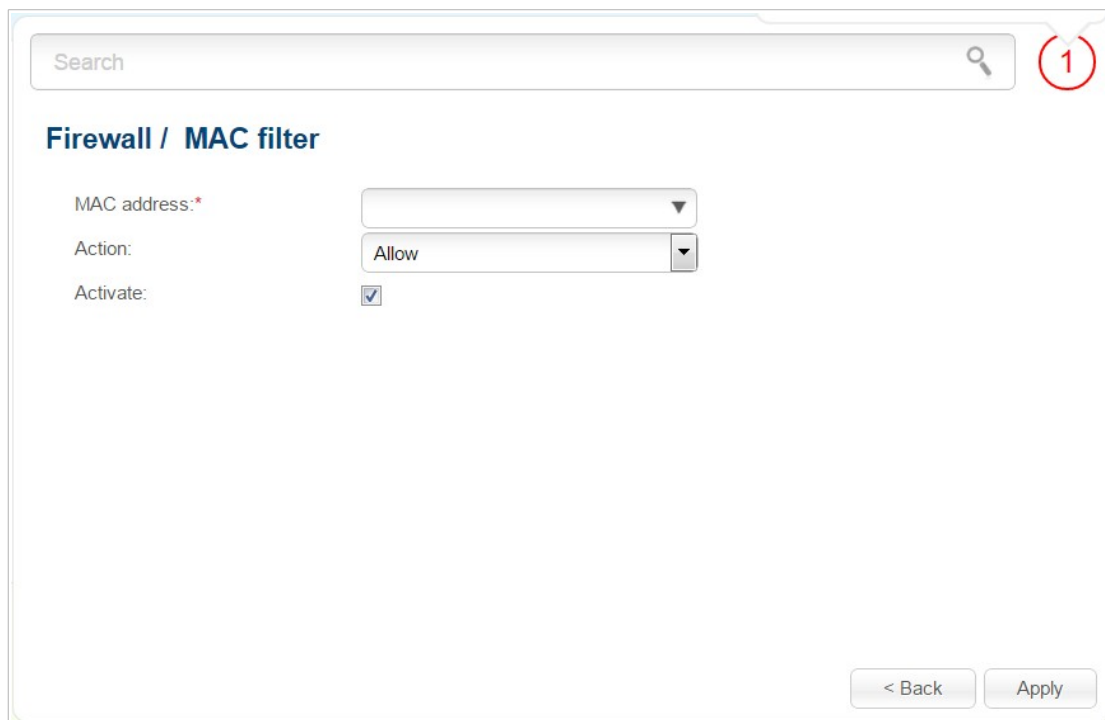 Search
1
Firewall / MAC filter
MAC address:*
Action: Allow
Activate:
< Back Apply